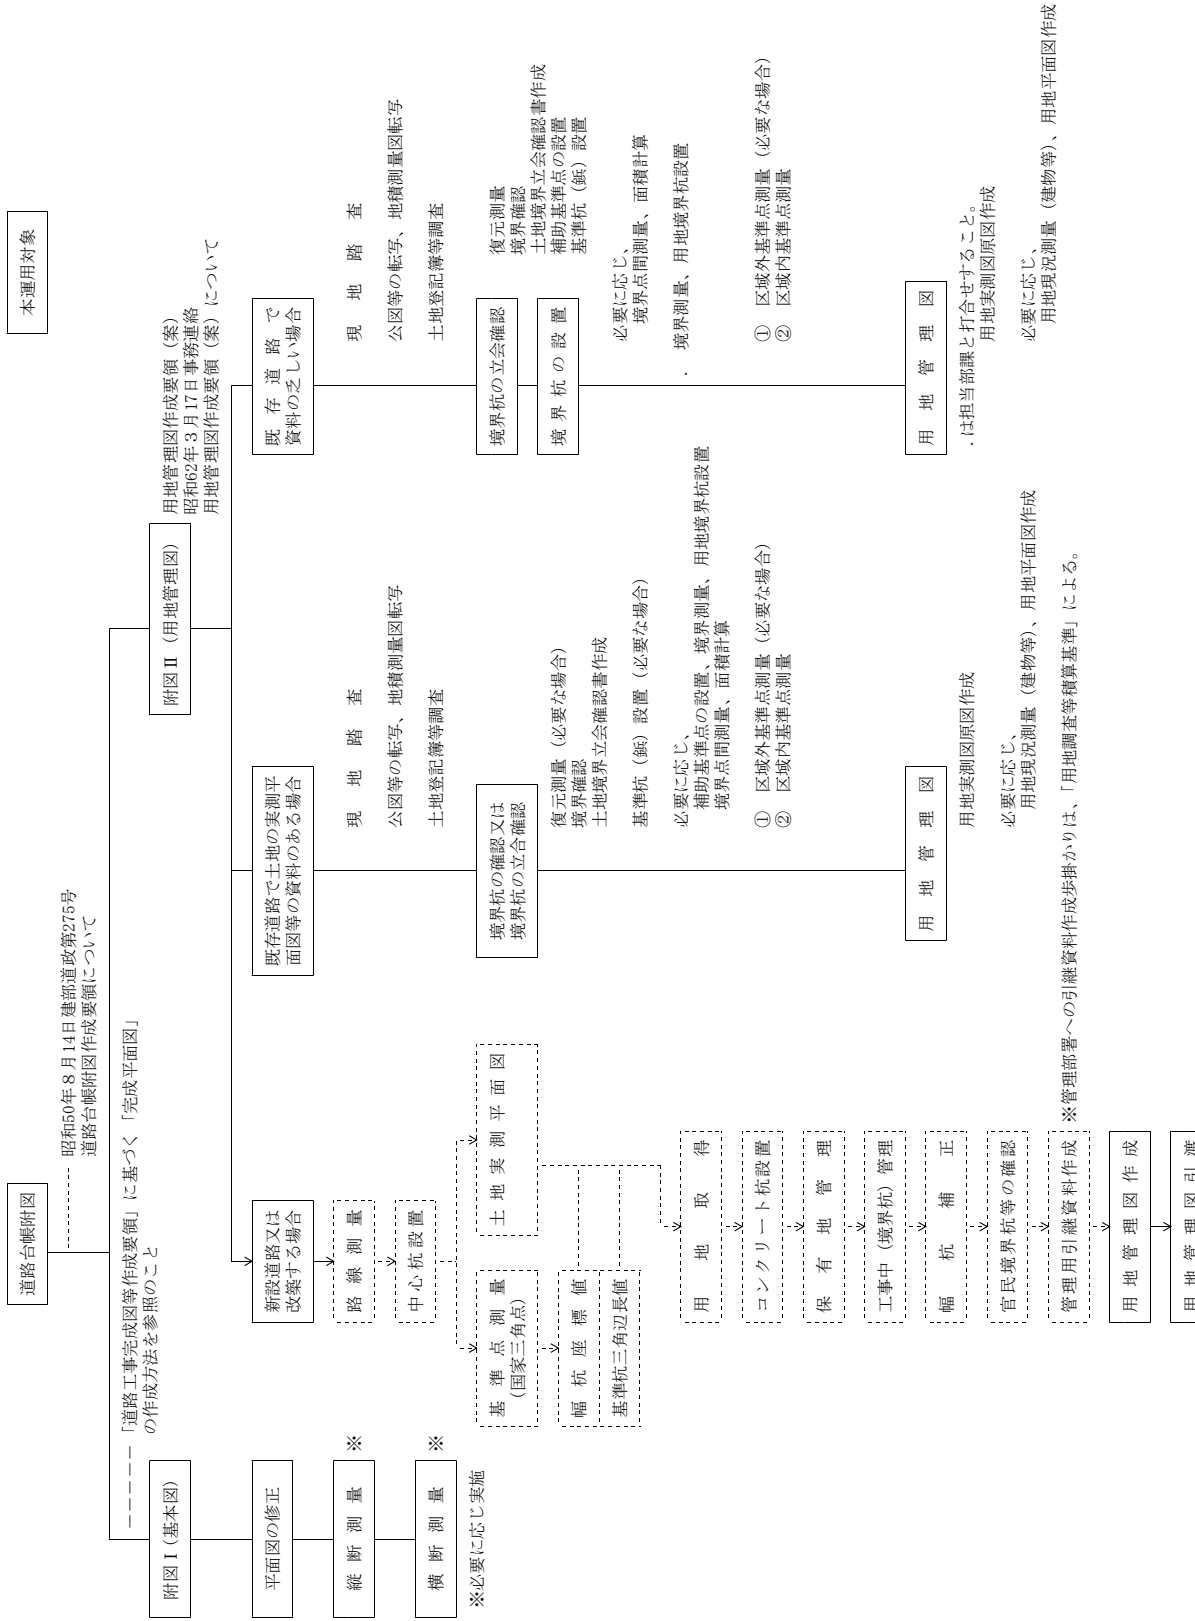 本運用対象
道路台帳附図
昭和50年8月14日建部道政第275号
道路台帳附図作成要領について
「道路工事完成図等作成要領」に基づく「完成平面図」
の作成方法を参照のこと
附図Ⅰ(基本図)
平面図の修正
縦断測量
※
横断測量
※
※必要に応じ実施
附図Ⅱ(用地管理図)
用地管理図作成要領(案)
昭和62年3月17日事務連絡
用地管理図作成要領(案)について
新設道路又は
改築する場合
路線測量
中心杭設置
基準点測量
(国家三角点)
土地実測平面図
幅杭座標値
基準杭三角辺長値
用地取得
コンクリート杭設置
保有地管理
工事中(境界杭)管理
幅杭補正
官民境界杭等の確認
管理用引継資料作成
※管理部署への引継資料作成歩掛かりは、「用地調査等積算基準」による。
用地管理図作成
用地管理図引渡
既存道路で土地の実測平
面図等の資料のある場合
現地踏査
公図等の転写、地積測量図転写
土地登記簿等調査
境界杭の確認又は
境界杭の立合確認
復元測量(必要な場合)
境界確認
土地境界立会確認書作成
基準杭(鋲)設置(必要な場合)
必要に応じ、
補助基準点の設置、境界測量、用地境界杭設置
境界点間測量、面積計算
① 区域外基準点測量(必要な場合)
② 区域内基準点測量
用地管理図
用地実測図原図作成
必要に応じ、
用地現況測量(建物等)、用地平面図作成
既存道路で
資料の乏しい場合
現地踏査
公図等の転写、地積測量図転写
土地登記簿等調査
境界杭の立会確認
復元測量
境界確認
土地境界立会確認書作成
補助基準点の設置
基準杭(鋲)設置
境界杭の設置
必要に応じ、
境界点間測量、面積計算
. 境界測量、用地境界杭設置
① 区域外基準点測量(必要な場合)
② 区域内基準点測量
用地管理図
.は担当部課と打合せすること。
用地実測図原図作成
必要に応じ、
用地現況測量(建物等)、用地平面図作成